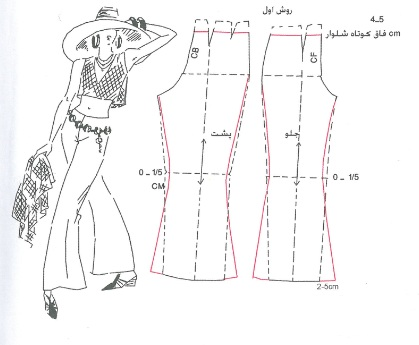 روش اول
4_5
cm فاق کوتاه شلوار
CB
CF
پشت
جلو
0 _ 1/5
CM
0 _ 1/5
2-5cm